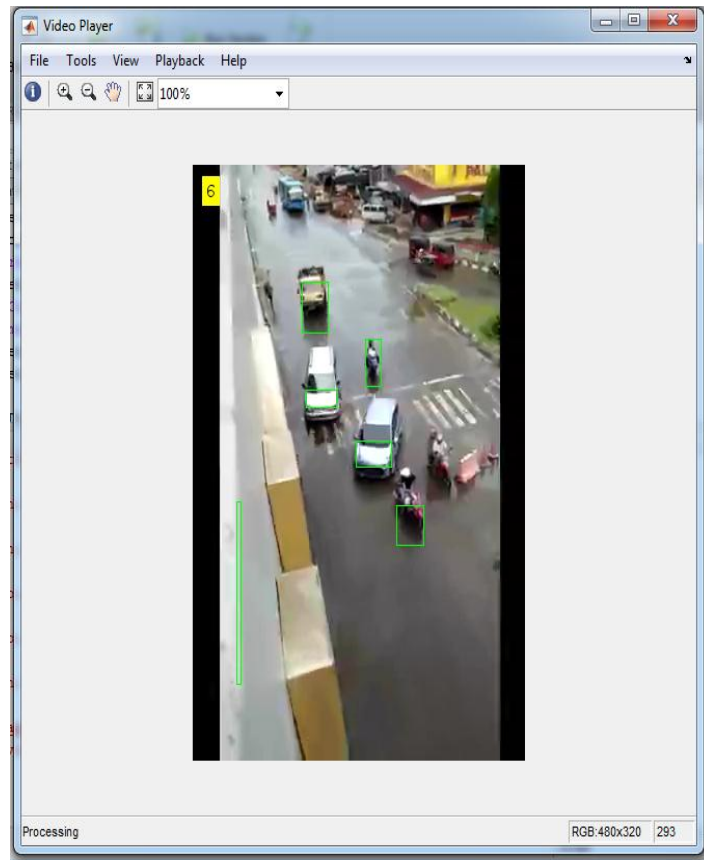 Video Player
File Tools View Playback Help
100%
6
Processing
RGB:480x320 293